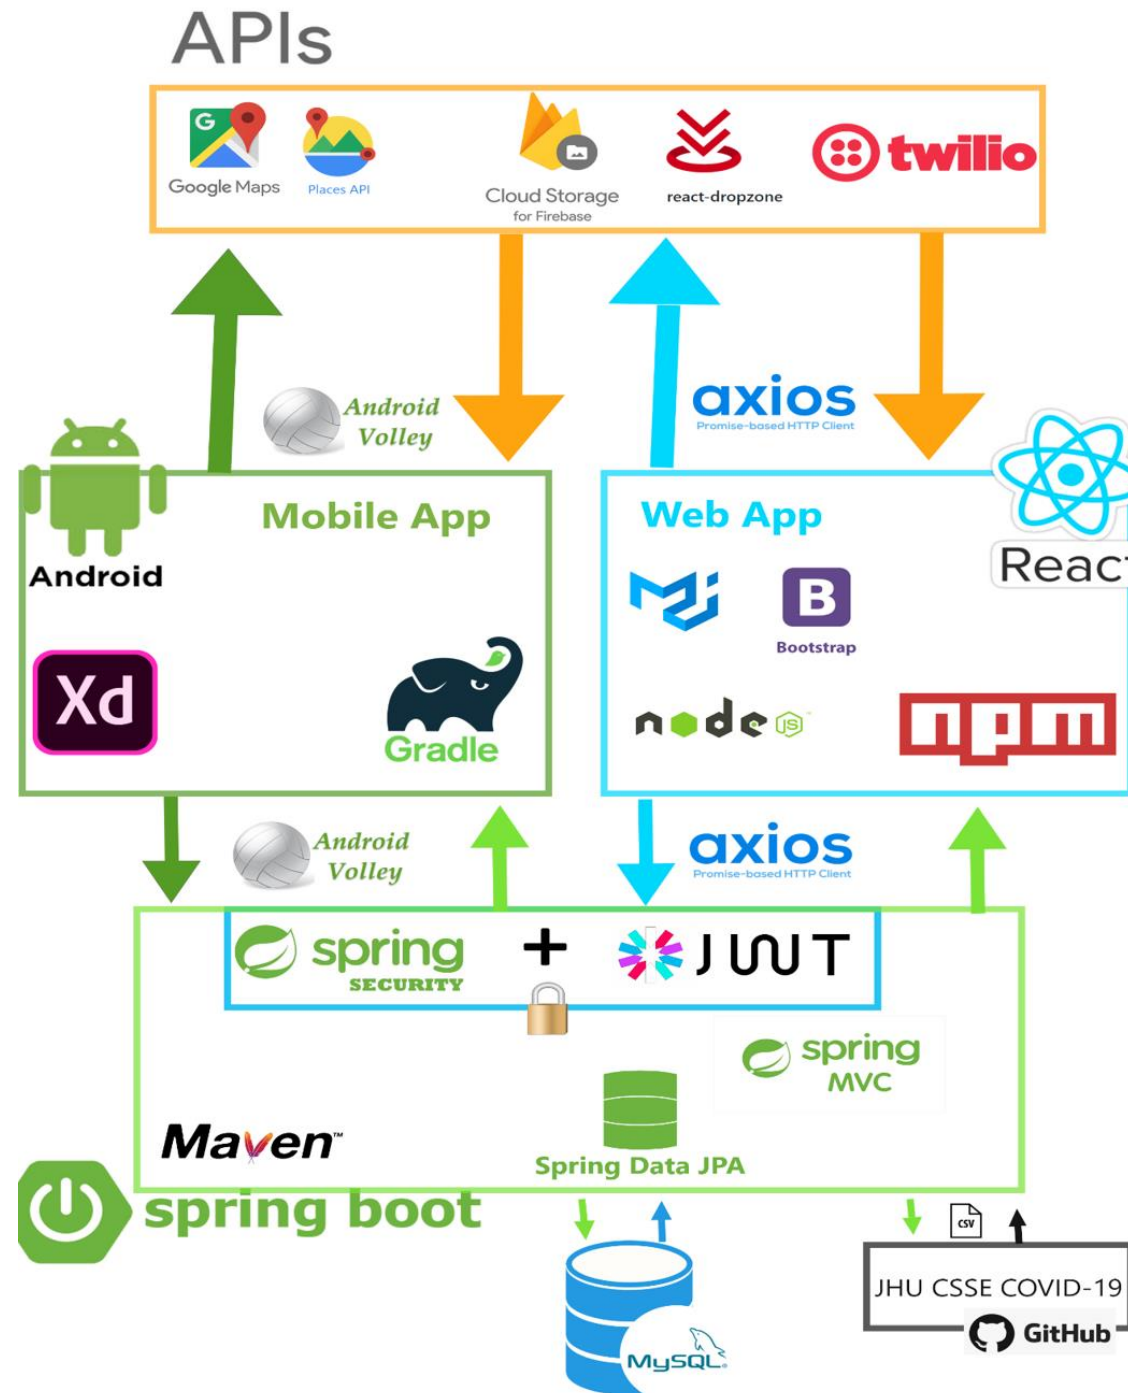 APIs
G
Google Maps
Places API
Cloud Storage
for Firebase
react-dropzone
twilio
Android
Volley
axios
Promise-based HTTP Client
Android
Mobile App
Xd
Gradle
Web App
React
B
Bootstrap
node
JS
npm
Android
Volley
axios
Promise-based HTTP Client
spring
SECURITY
+
JWT
spring
MVC
Maven™
Spring Data JPA
spring boot
MySQL
CSV
JHU CSSE COVID-19
GitHub